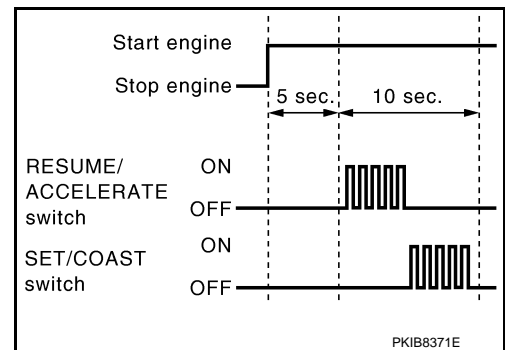 Start engine
Stop engine
5 sec.
10 sec.
RESUME/
ACCELERATE
switch
ON
OFF
SET/COAST
switch
ON
OFF
PKIB8371E